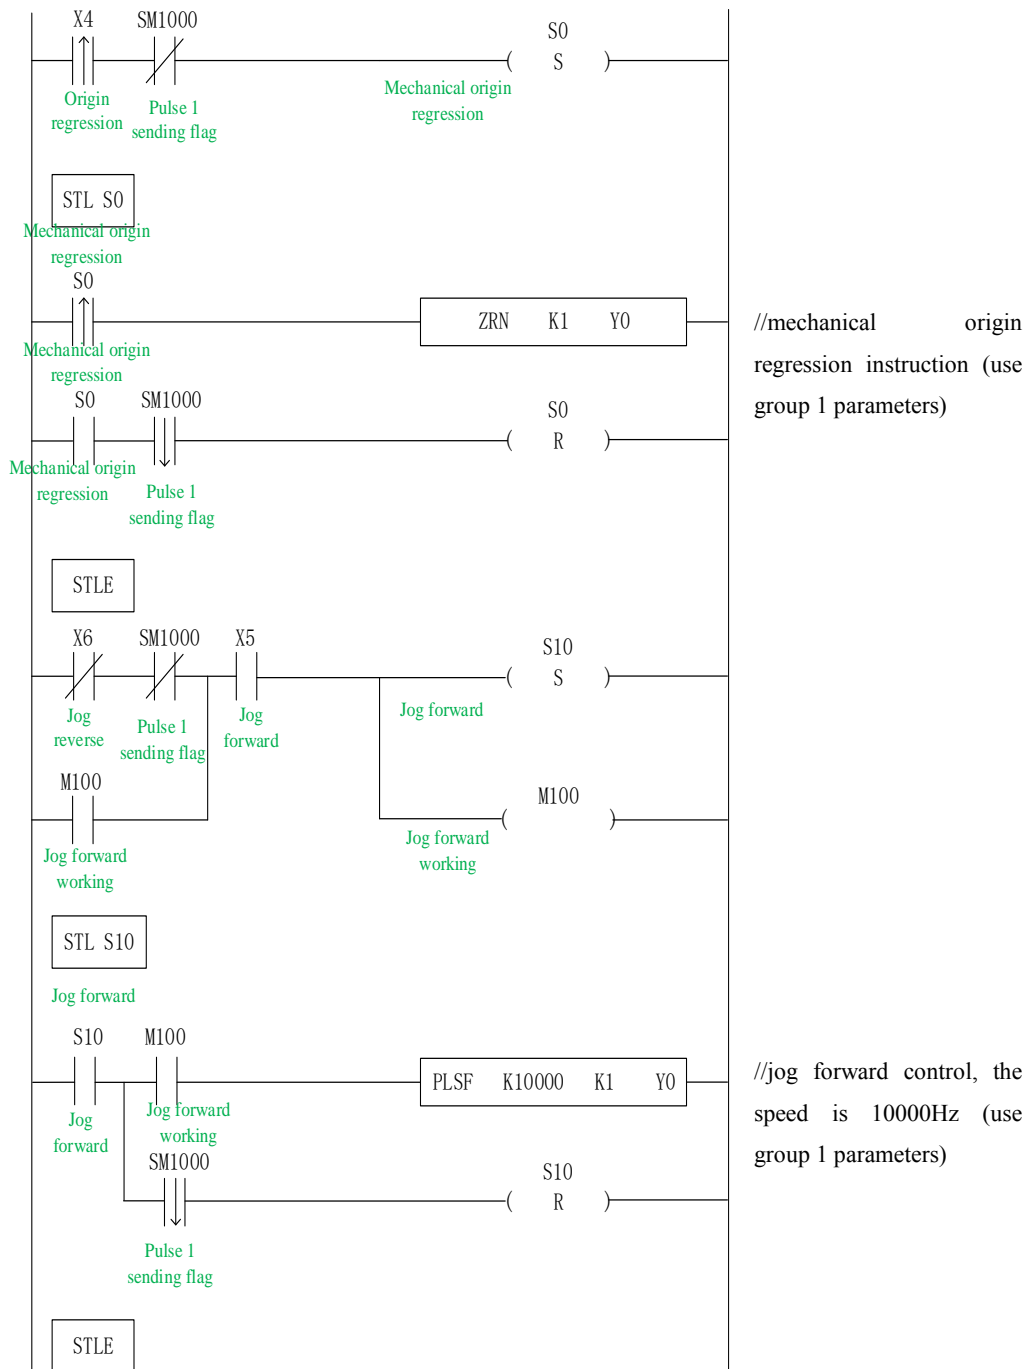 X4 SM1000
S0
( S )
Origin
regression
Pulse 1
sending flag
Mechanical origin
regression
STL S0
Mechanical origin
regression
S0
ZRN K1 Y0
//mechanical origin
regression instruction (use
group 1 parameters)
Mechanical origin
regression
S0 SM1000
S0
( R )
Mechanical origin
regression
Pulse 1
sending flag
STLE
X6 SM1000 X5
S10
( S )
Jog
reverse
Pulse 1
sending flag
Jog
forward
Jog forward
M100
M100
( )
Jog forward
working
Jog forward
working
STL S10
Jog forward
S10 M100
PLSF K10000 K1 Y0
//jog forward control, the
speed is 10000Hz (use
group 1 parameters)
Jog
forward
Jog forward
working
SM1000
S10
( R )
Pulse 1
sending flag
STLE